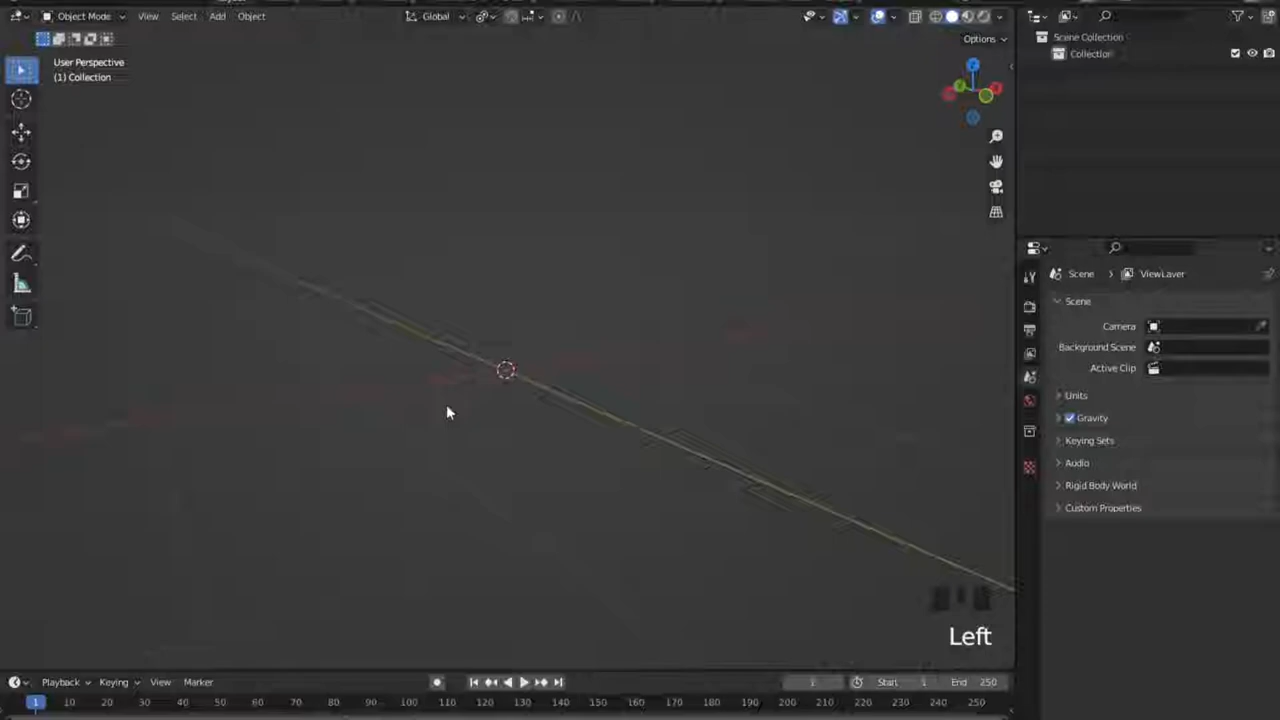 Object Mode View Select Add Object Global
Options
User Perspective
(1) Collection
Z
Scene Collection
Collection
Scene > ViewLayer
Scene
Camera
Background Scene
Active Clip
Units
Gravity
Keying Sets
Audio
Rigid Body World
Custom Properties
Left
Playback Keying View Marker 1 Start 1 End 250
1 10 20 30 40 50 60 70 80 90 100 110 120 130 140 150 160 170 180 190 200 210 220 230 240 250